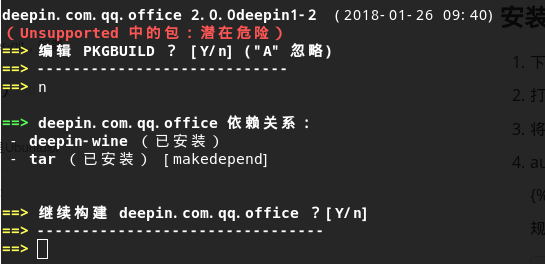 deepin.com.qq.office 2.0.0deepin1-2 （2018-01-26 09:40)
（Unsupported 中的包：潜在危险）
==> 编辑 PKGBUILD ？ [Y/n] ("A" 忽略)
==> ----------------------------
==> n
==> deepin.com.qq.office 依赖关系：
- deepin-wine （已安装）
- tar （已安装） [makedepend]
==> 继续构建 deepin.com.qq.office ？[Y/n]
==> --------------------------------
==>
安装
1. 下
2. 打
3. 将
4. au
{%
规